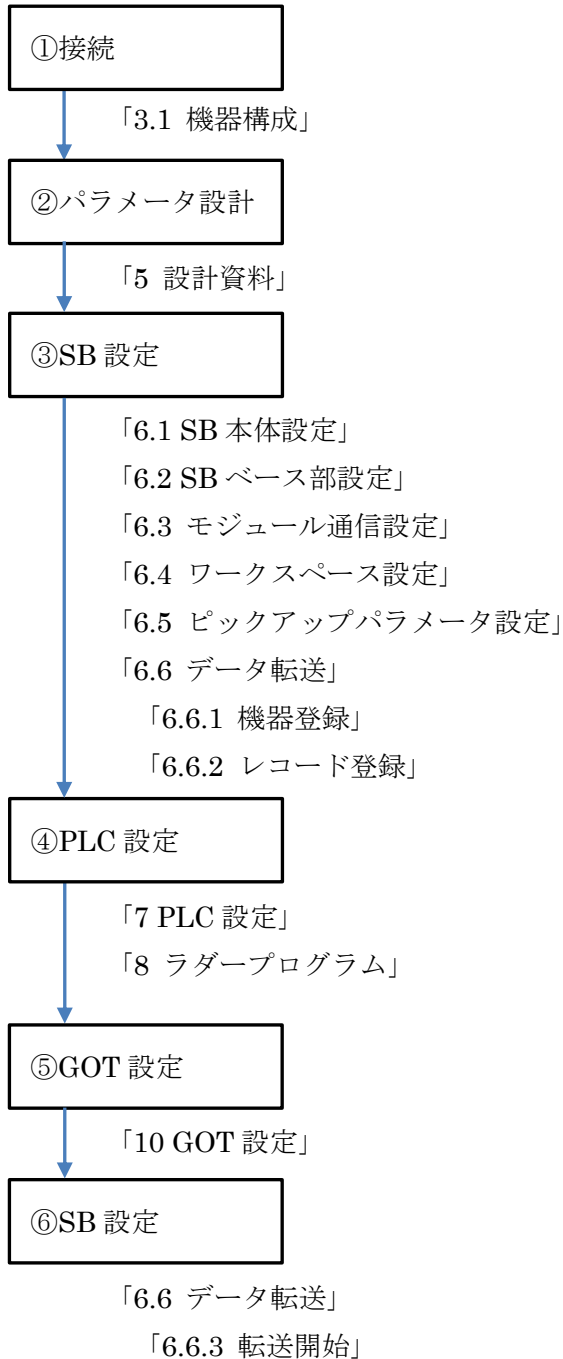 ①接続
「3.1 機器構成」
②パラメータ設計
「5 設計資料」
③SB 設定
「6.1 SB 本体設定」
「6.2 SB ベース部設定」
「6.3 モジュール通信設定」
「6.4 ワークスペース設定」
「6.5 ピックアップパラメータ設定」
「6.6 データ転送」
「6.6.1 機器登録」
「6.6.2 レコード登録」
④PLC 設定
「7 PLC 設定」
「8 ラダープログラム」
⑤GOT 設定
「10 GOT 設定」
⑥SB 設定
「6.6 データ転送」
「6.6.3 転送開始」